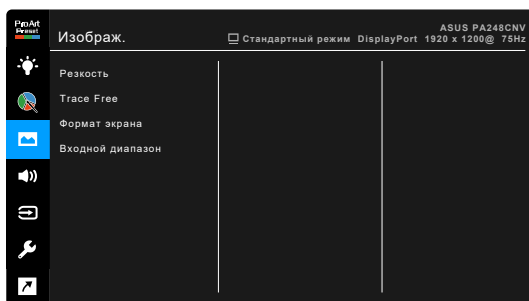 ProArt
Preset
Изображ.
ASUS PA248CNV
Стандартный режим DisplayPort 1920 x 1200@ 75Hz
Резкость
Trace Free
Формат экрана
Входной диапазон